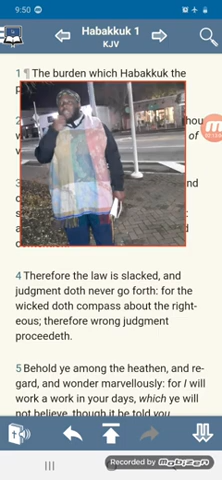 9:50
Habakkuk 1
KJV
1 ¶ The burden which Habakkuk the
p
2
thou
w
of
v
3
nd
4 Therefore the law is slacked, and
judgment doth never go forth: for the
wicked doth compass about the right-
eous; therefore wrong judgment
proceedeth.
5 Behold ye among the heathen, and re-
gard, and wonder marvellously: for I will
work a work in your days, which ye will
not believe, though it be told you.
Recorded by mobizen